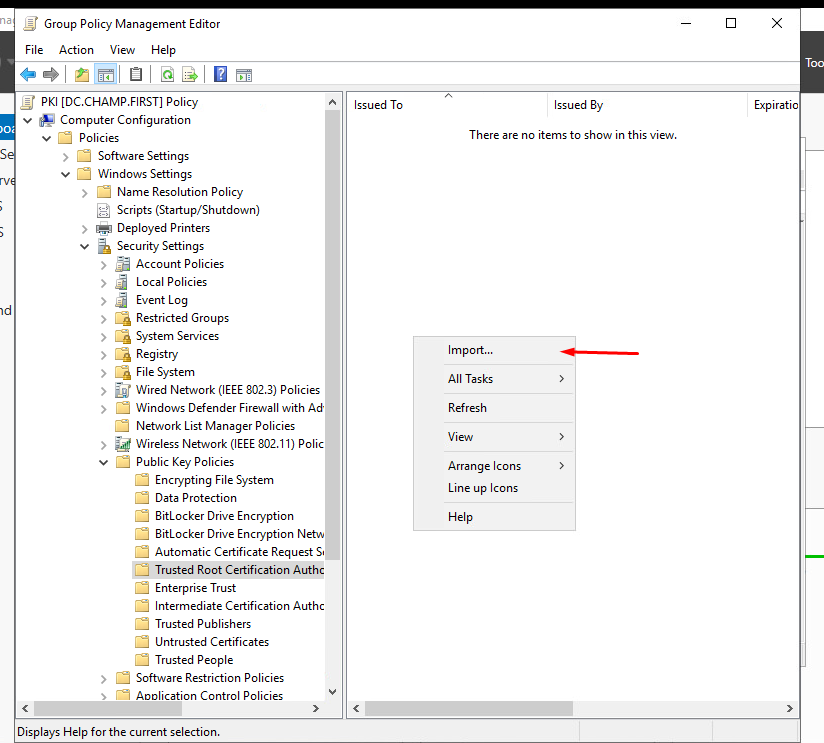 Group Policy Management Editor
File Action View Help
PKI [DC.CHAMP.FIRST] Policy
Computer Configuration
Policies
Software Settings
Windows Settings
Name Resolution Policy
Scripts (Startup/Shutdown)
Deployed Printers
Security Settings
Account Policies
Local Policies
Event Log
Restricted Groups
System Services
Registry
File System
Wired Network (IEEE 802.3) Policies
Windows Defender Firewall with Adv
Network List Manager Policies
Wireless Network (IEEE 802.11) Polic
Public Key Policies
Encrypting File System
Data Protection
BitLocker Drive Encryption
BitLocker Drive Encryption Netw
Automatic Certificate Request Se
Trusted Root Certification Autho
Enterprise Trust
Intermediate Certification Autho
Trusted Publishers
Untrusted Certificates
Trusted People
Software Restriction Policies
Application Control Policies
Issued To Issued By Expiratio
There are no items to show in this view.
Import...
All Tasks
Refresh
View
Arrange Icons
Line up Icons
Help
Displays Help for the current selection.
Too